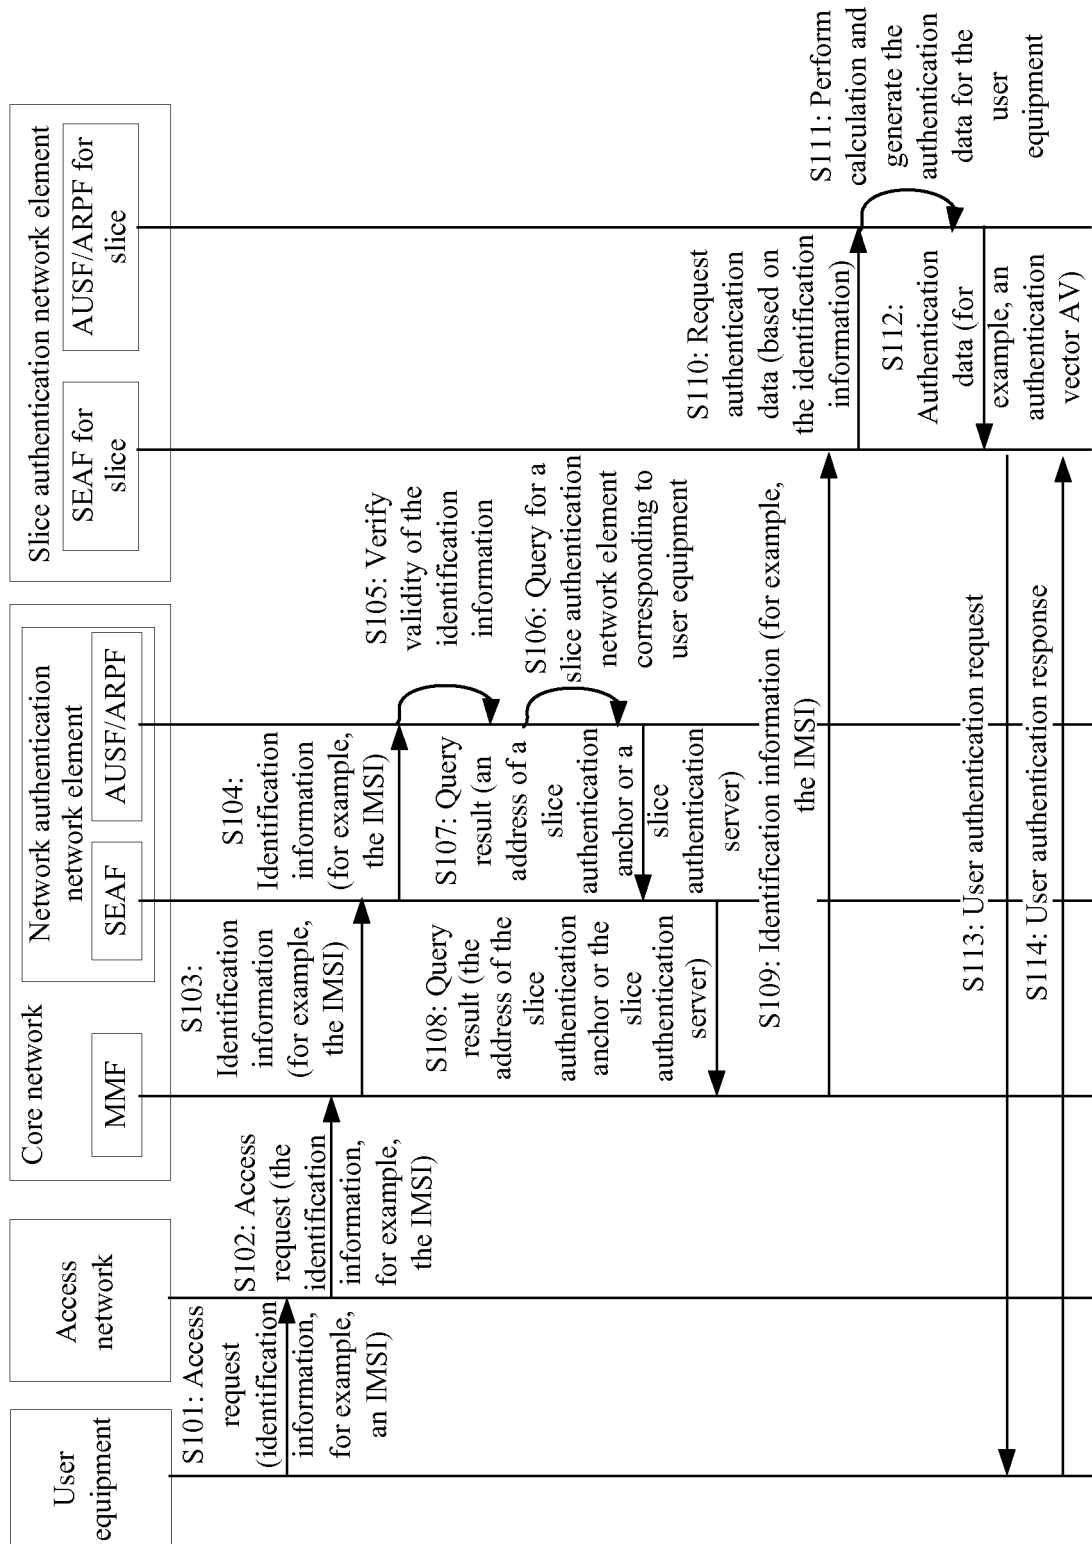 User
equipment
Access
network
Core network
MMF
Network authentication
network element
SEAF
AUSF/ARPF
Slice authentication network element
SEAF for
slice
AUSF/ARPF for
slice
S101: Access
request
(identification
information,
for example,
an IMSI)
S102: Access
request (the
identification
information,
for example,
the IMSI)
S103:
Identification
information
(for example,
the IMSI)
S104:
Identification
information
(for example,
the IMSI)
S105: Verify
validity of the
identification
information
S106: Query for a
slice authentication
network element
corresponding to
user equipment
S107: Query
result (an
address of a
slice
authentication
anchor or a
slice
authentication
server)
S108: Query
result (the
address of the
slice
authentication
anchor or the
slice
authentication
server)
S109: Identification information (for example,
the IMSI)
S110: Request
authentication
data (based on
the identification
information)
S111: Perform
calculation and
generate the
authentication
data for the
user
equipment
S112:
Authentication
data (for
example, an
authentication
vector AV)
S113: User authentication request
S114: User authentication response